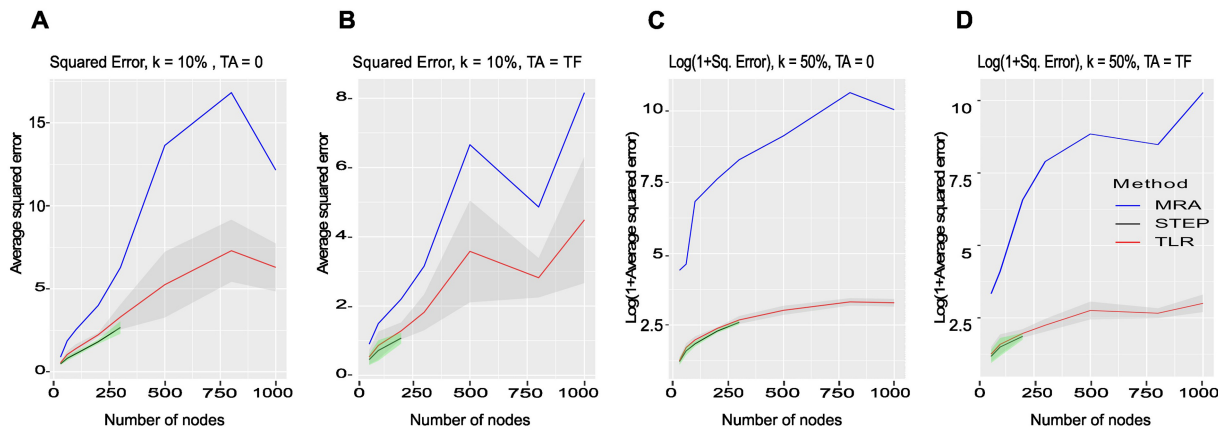 A
B
C
D
Squared Error, k = 10% , TA = 0
Squared Error, k = 10%, TA = TF
Log(1+Sq. Error), k = 50%, TA = 0
Log(1+Sq. Error), k = 50%, TA = TF
Average squared error
15
10
5
0
0 250 500 750 1000
Number of nodes
Average squared error
8
6
4
2
0
0 250 500 750 1000
Number of nodes
Log(1+Average squared error)
10
7.5
5
2.5
0 250 500 750 1000
Number of nodes
Log(1+Average squared error)
10
7.5
5
2.5
0 250 500 750 1000
Number of nodes
Method
MRA
STEP
TLR